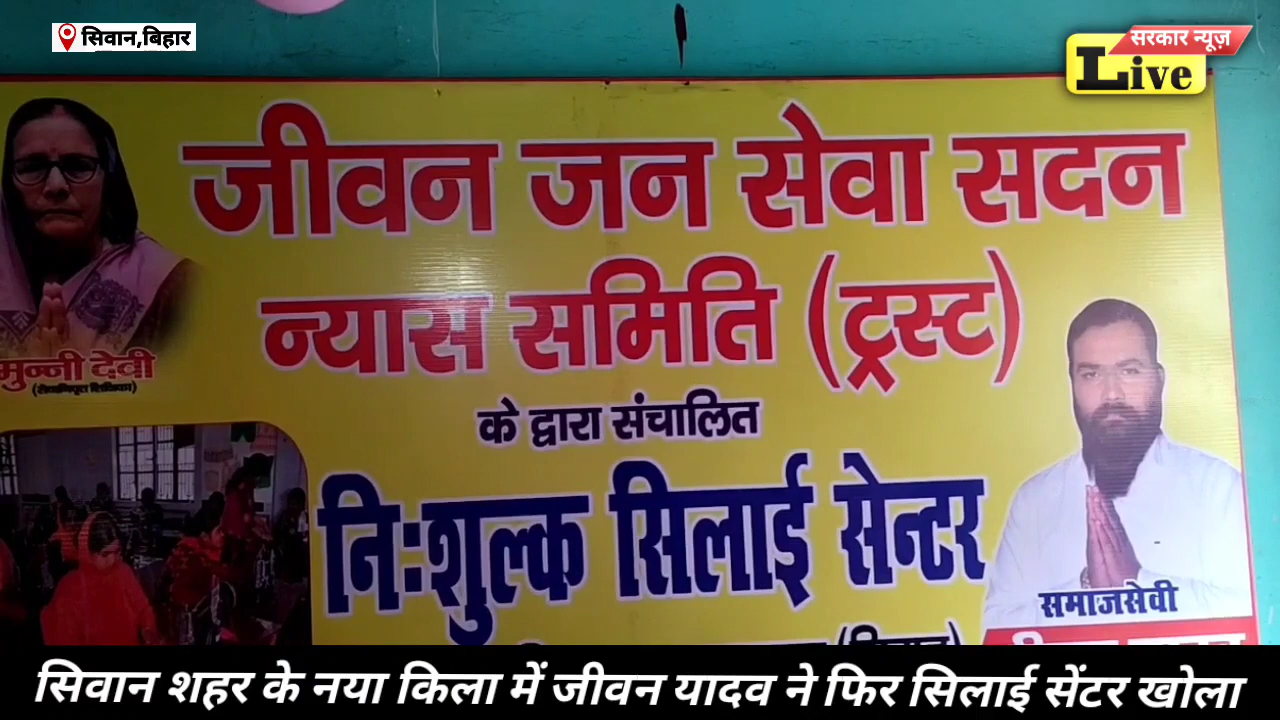 सिवान,बिहार
सरकार न्यूज़
Live
जीवन जन सेवा सदन
न्यास समिति (ट्रस्ट)
मुन्नी देवी
के द्वारा संचालित
निःशुल्क सिलाई सेन्टर
समाजसेवी
सिवान शहर के नया किला में जीवन यादव ने फिर सिलाई सेंटर खोला